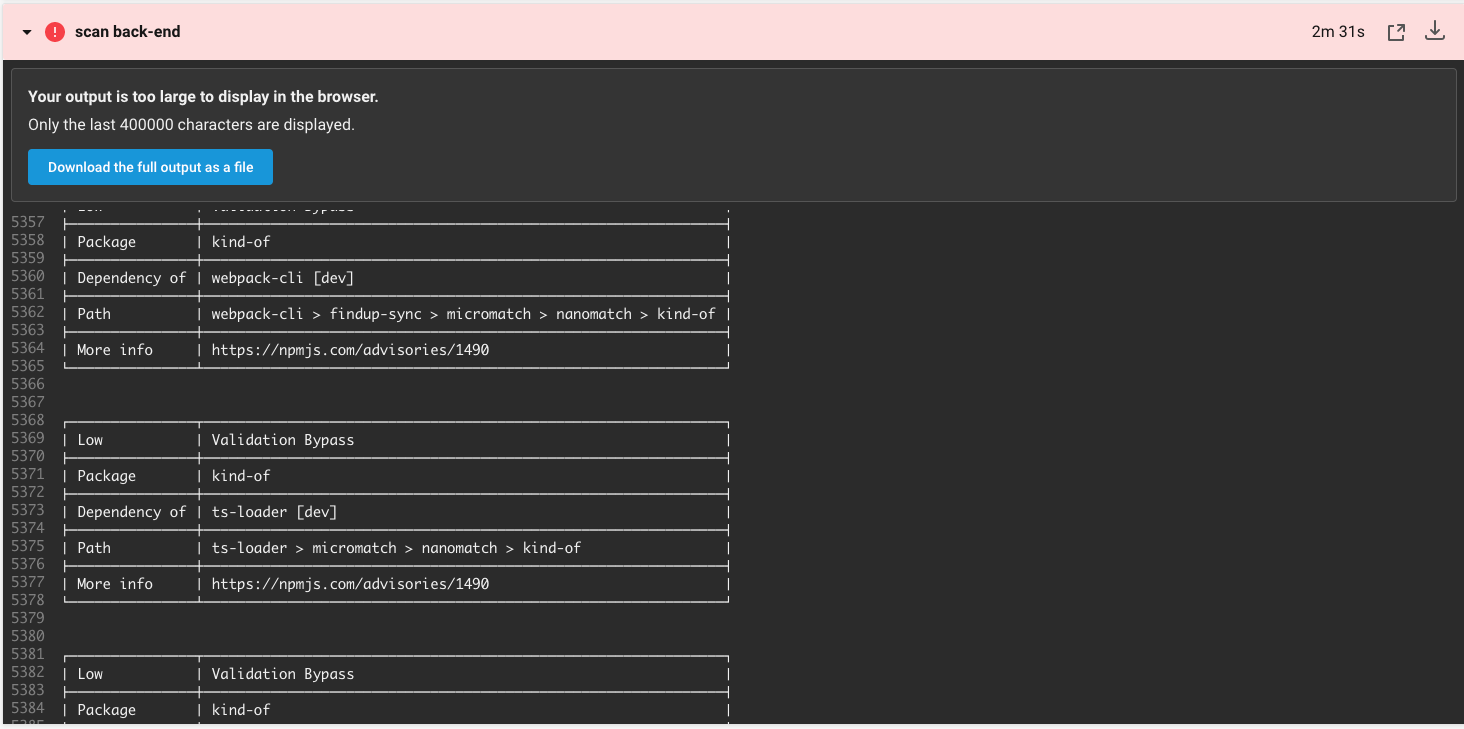 scan back-end 2m 31s
Your output is too large to display in the browser.
Only the last 400000 characters are displayed.
Download the full output as a file
5357
5358 | Package | kind-of |
5359
5360 | Dependency of | webpack-cli [dev] |
5361
5362 | Path | webpack-cli > findup-sync > micromatch > nanomatch > kind-of |
5363
5364 | More info | https://npmjs.com/advisories/1490 |
5365
5366
5367
5368
5369 | Low | Validation Bypass |
5370
5371 | Package | kind-of |
5372
5373 | Dependency of | ts-loader [dev] |
5374
5375 | Path | ts-loader > micromatch > nanomatch > kind-of |
5376
5377 | More info | https://npmjs.com/advisories/1490 |
5378
5379
5380
5381
5382 | Low | Validation Bypass |
5383
5384 | Package | kind-of |